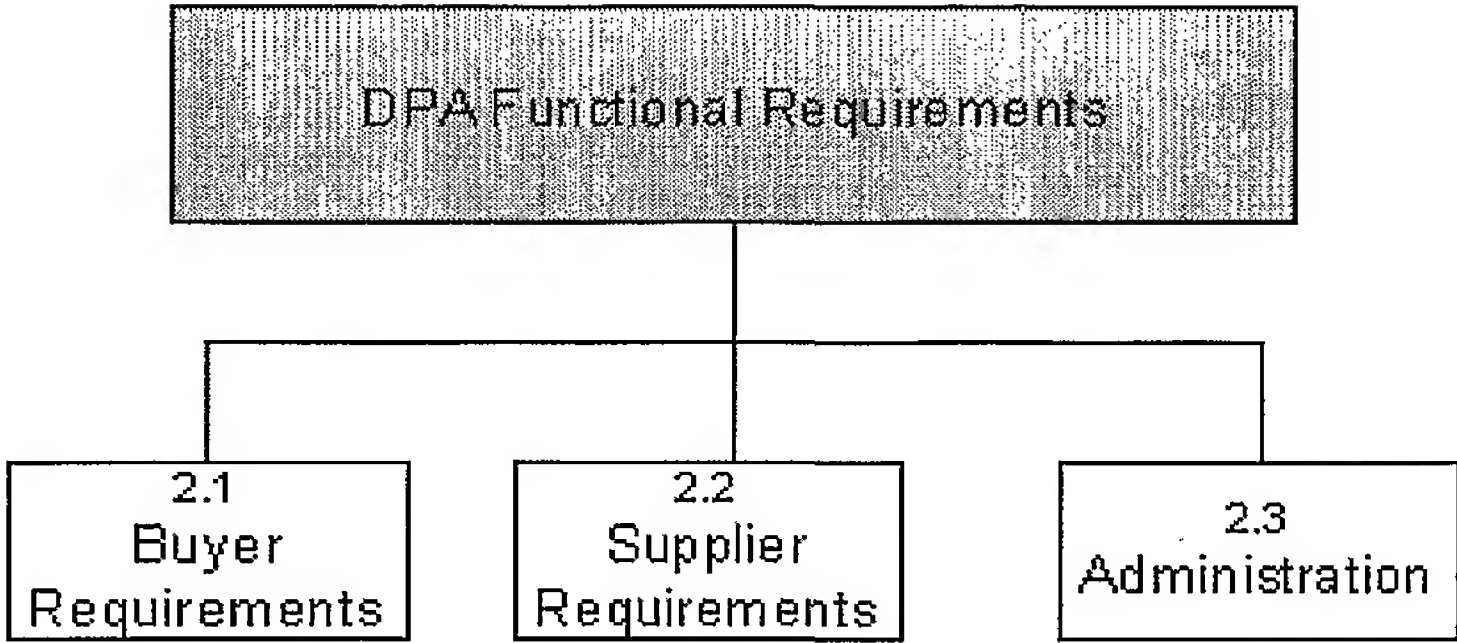 DPA Functional Requirements
2.1
Buyer
Requirements
2.2
Supplier
Requirements
2.3
Administration